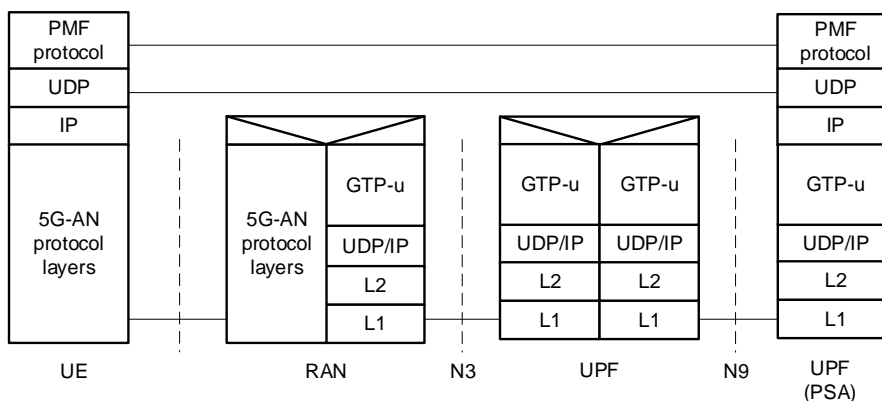 PMF
protocol
UDP
IP
5G-AN
protocol
layers
UE
5G-AN
protocol
layers
GTP-u
UDP/IP
L2
L1
RAN
N3
GTP-u
GTP-u
UDP/IP
UDP/IP
L2
L2
L1
L1
UPF
N9
PMF
protocol
UDP
IP
GTP-u
UDP/IP
L2
L1
UPF
(PSA)